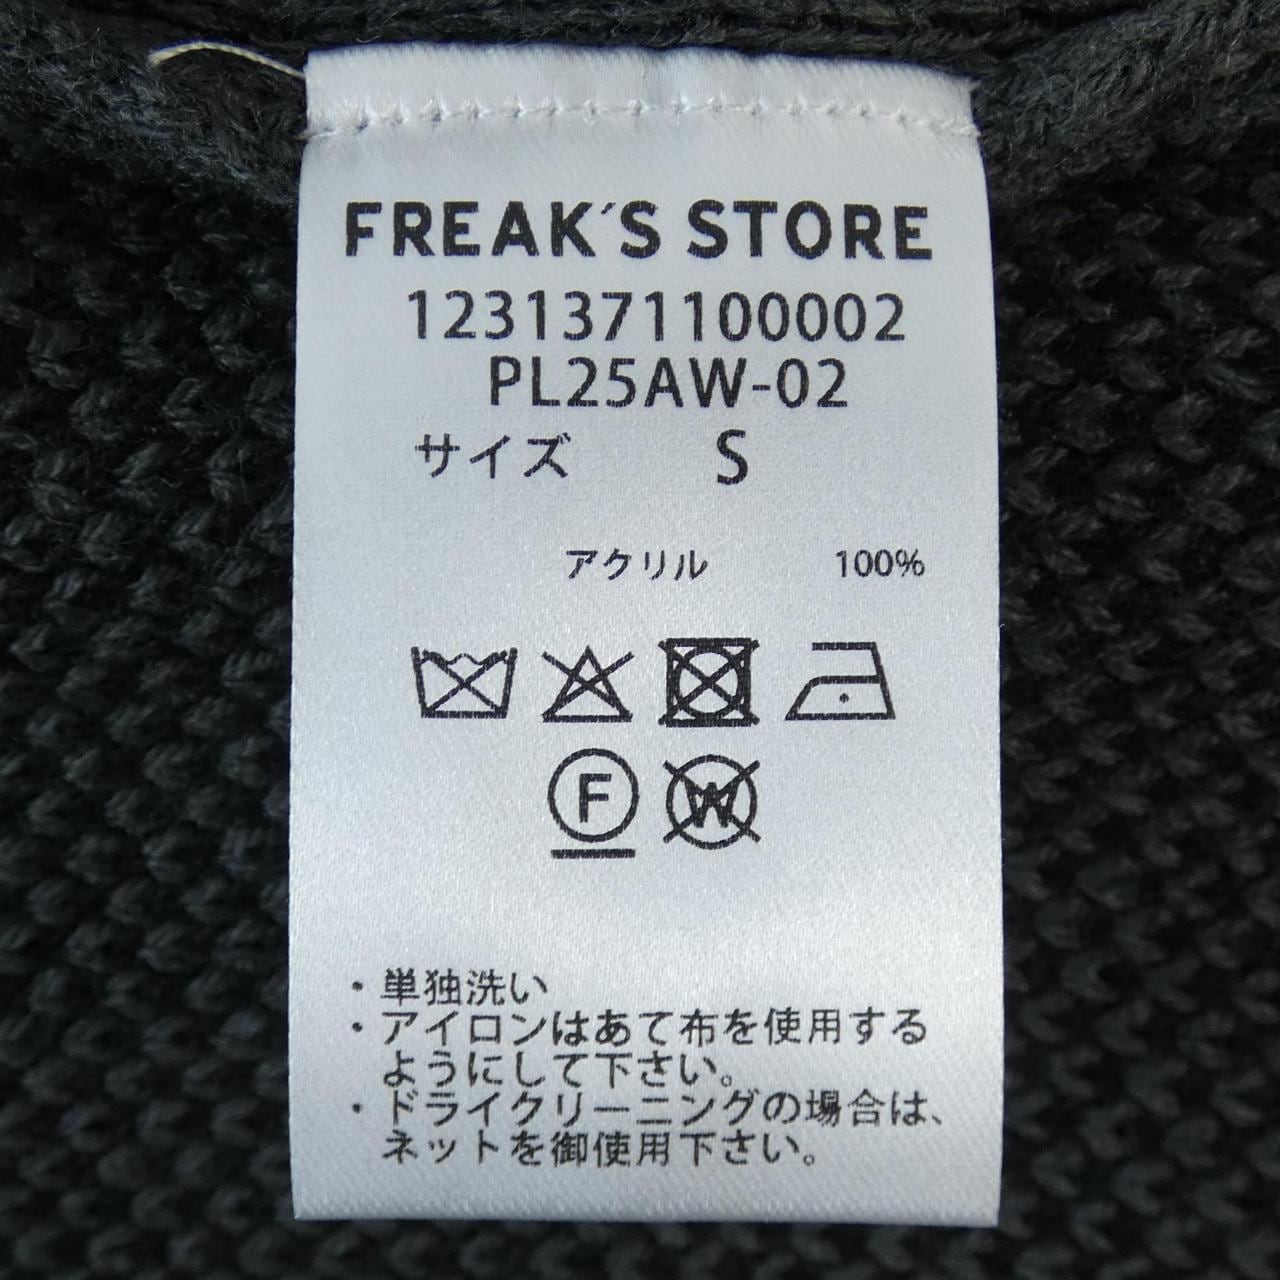 FREAK'S STORE
1231371100002
PL25AW-02
サイズ S
アクリル 100%
F W
・単独洗い
・アイロンはあて布を使用する
ようにして下さい。
・ドライクリーニングの場合は、
ネットを御使用下さい。